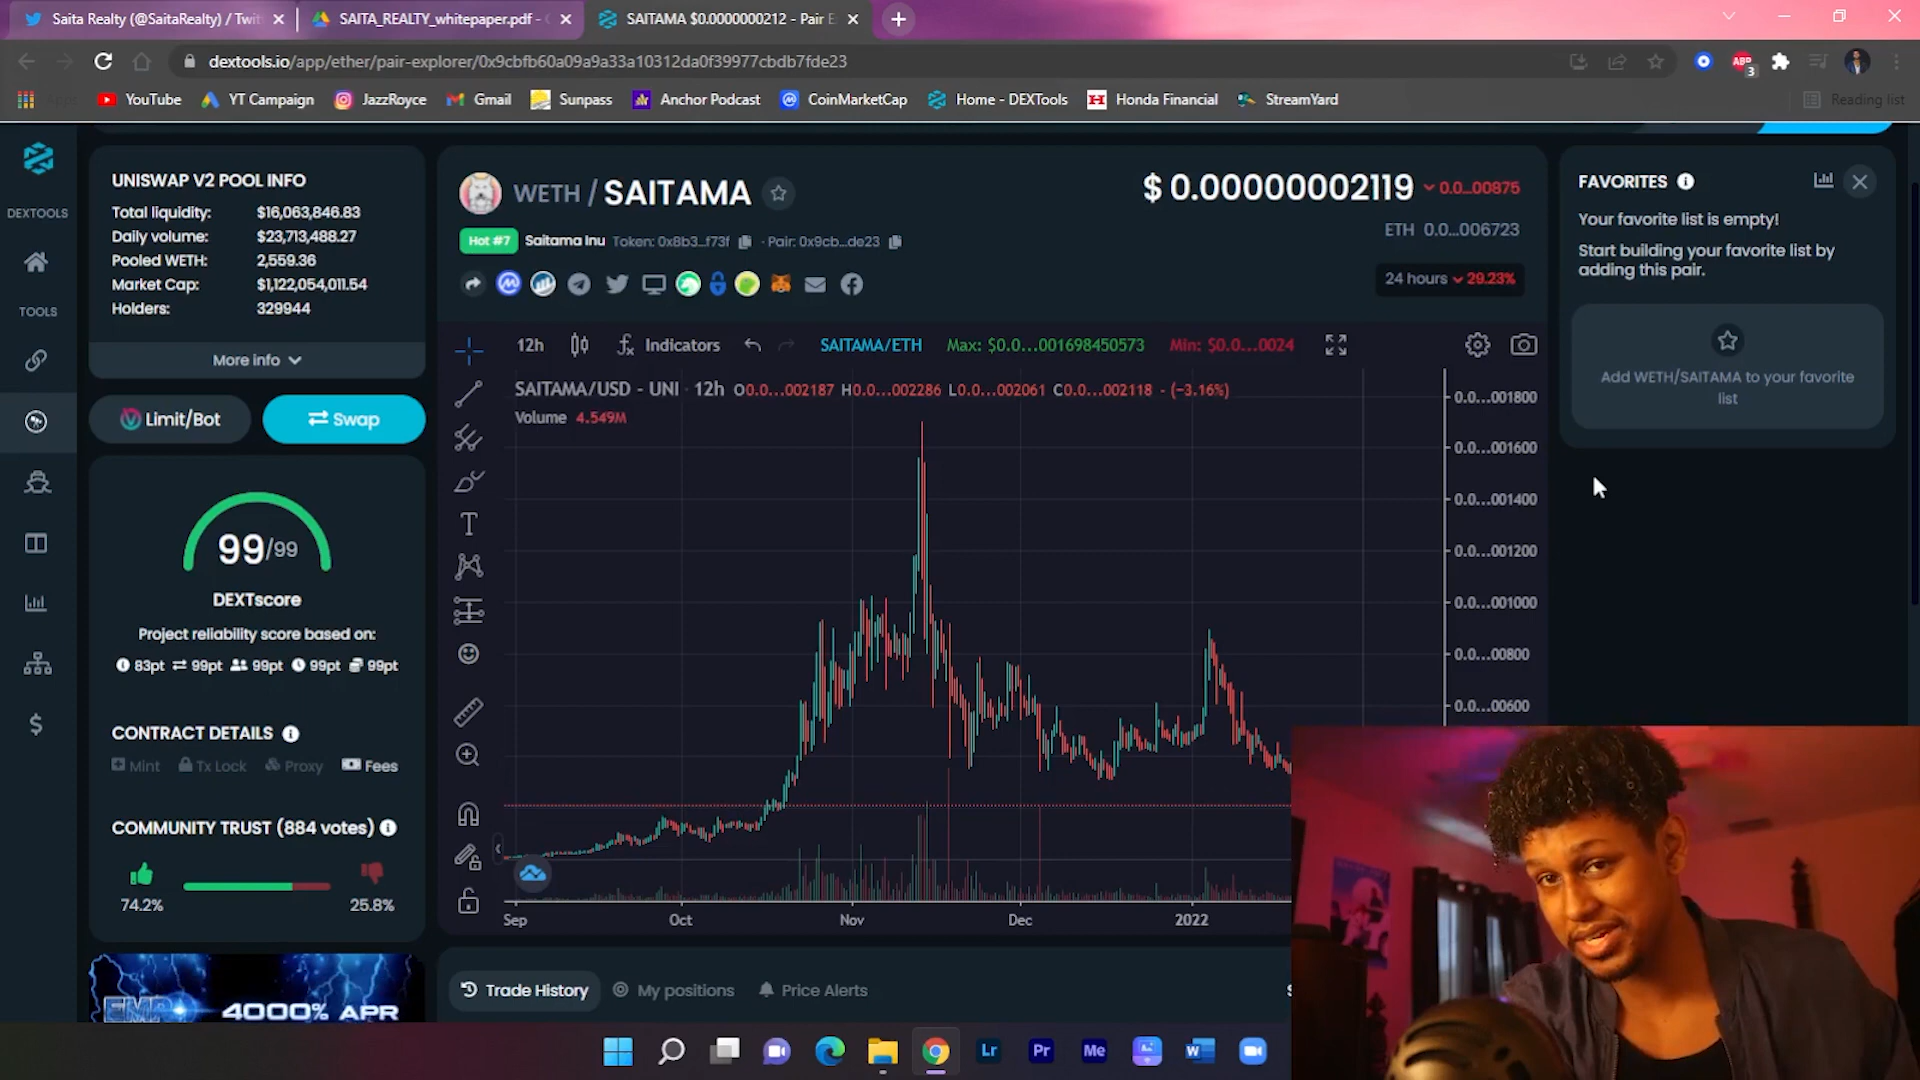 Saita Realty (@SaitaRealty) / Twit
SAITA_REALTY_whitepaper.pdf -
SAITAMA $0.0000000212 - Pair E
dextools.io/app/ether/pair-explorer/0x9cbfb60a09a9a33a10312da0f39977cbdb7fde23
ABP
3
Apps
YouTube
YT Campaign
JazzRoyce
Gmail
Sunpass
Anchor Podcast
CoinMarketCap
Home - DEXTools
Honda Financial
StreamYard
Reading list
DEXTOOLS
TOOLS
UNISWAP V2 POOL INFO
Total liquidity: $16,063,846.83
Daily volume: $23,713,488.27
Pooled WETH: 2,559.36
Market Cap: $1,122,054,011.54
Holders: 329944
More info
Limit/Bot
Swap
99/99
DEXTscore
Project reliability score based on:
83pt 99pt 99pt 99pt 99pt
CONTRACT DETAILS
Mint Tx Lock Proxy Fees
COMMUNITY TRUST (884 votes)
74.2% 25.8%
EMP 4000% APR
WETH / SAITAMA
Hot #7 Saitama Inu Token: 0x8b3...f73f - Pair: 0x9cb...de23
$ 0.00000002119 0.0...00875
ETH 0.0...006723
24 hours 29.23%
12h Indicators SAITAMA/ETH Max: $0.0...001698450573 Min: $0.0...0024
SAITAMA/USD - UNI 12h O0.0...002187 H0.0...002286 L0.0...002061 C0.0...002118 - (−3.16%)
Volume 4.549M
0.0...001800
0.0...001600
0.0...001400
0.0...001200
0.0...001000
0.0...00800
0.0...00600
Sep Oct Nov Dec 2022
Trade History My positions Price Alerts
FAVORITES
Your favorite list is empty!
Start building your favorite list by
adding this pair.
Add WETH/SAITAMA to your favorite
list
Lr
Pr
Me
W